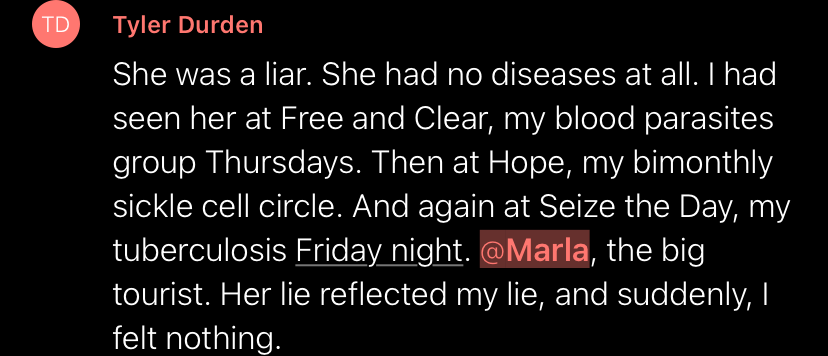 TD
Tyler Durden
She was a liar. She had no diseases at all. I had
seen her at Free and Clear, my blood parasites
group Thursdays. Then at Hope, my bimonthly
sickle cell circle. And again at Seize the Day, my
tuberculosis Friday night. @Marla, the big
tourist. Her lie reflected my lie, and suddenly, I
felt nothing.